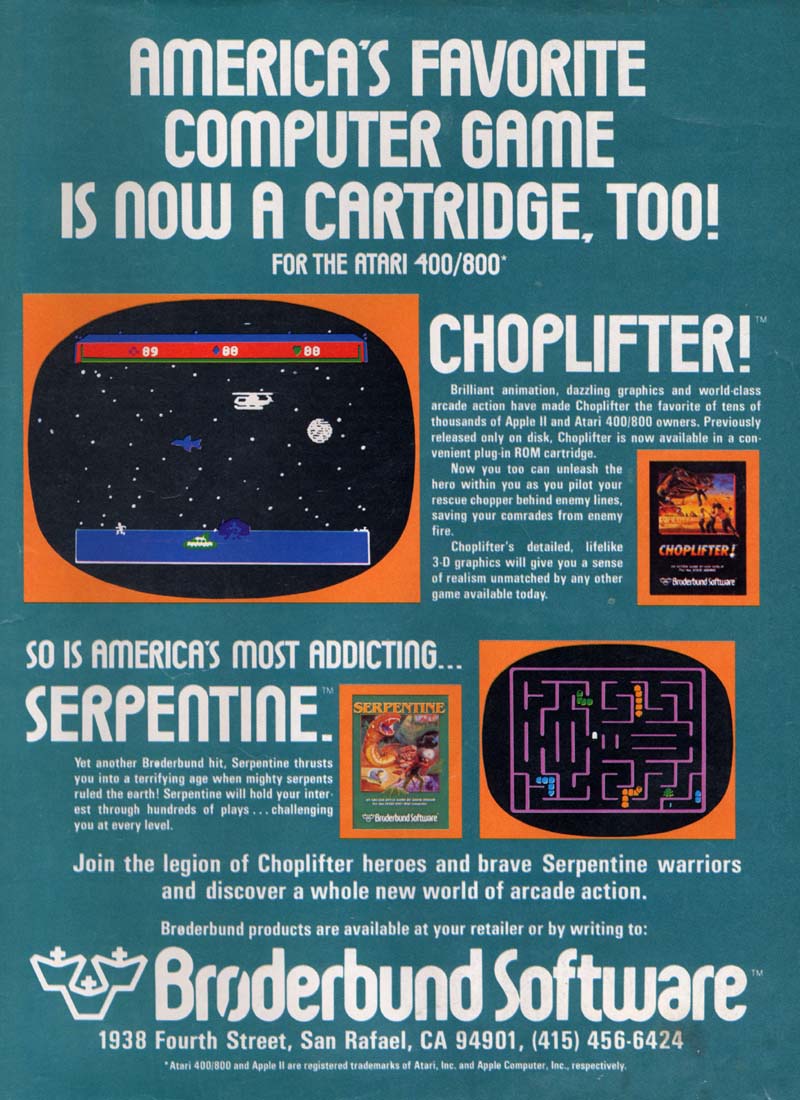 AMERICA'S FAVORITE
COMPUTER GAME
IS NOW A CARTRIDGE, TOO!
FOR THE ATARI 400/800*
89 88 88
CHOPLIFTER!™
Brilliant animation, dazzling graphics and world-class
arcade action have made Choplifter the favorite of tens of
thousands of Apple II and Atari 400/800 owners. Previously
released only on disk, Choplifter is now available in a con-
venient plug-in ROM cartridge.
Now you too can unleash the
hero within you as you pilot your
rescue chopper behind enemy lines,
saving your comrades from enemy
fire.
Choplifter's detailed, lifelike
3-D graphics will give you a sense
of realism unmatched by any other
game available today.
CHOPLIFTER!
Brøderbund Software
SO IS AMERICA'S MOST ADDICTING...
SERPENTINE.™
Yet another Brøderbund hit, Serpentine thrusts
you into a terrifying age when mighty serpents
ruled the earth! Serpentine will hold your inter-
est through hundreds of plays...challenging
you at every level.
SERPENTINE
Brøderbund Software
Join the legion of Choplifter heroes and brave Serpentine warriors
and discover a whole new world of arcade action.
Brøderbund products are available at your retailer or by writing to:
Brøderbund Software™
1938 Fourth Street, San Rafael, CA 94901, (415) 456-6424
*Atari 400/800 and Apple II are registered trademarks of Atari, Inc. and Apple Computer, Inc., respectively.